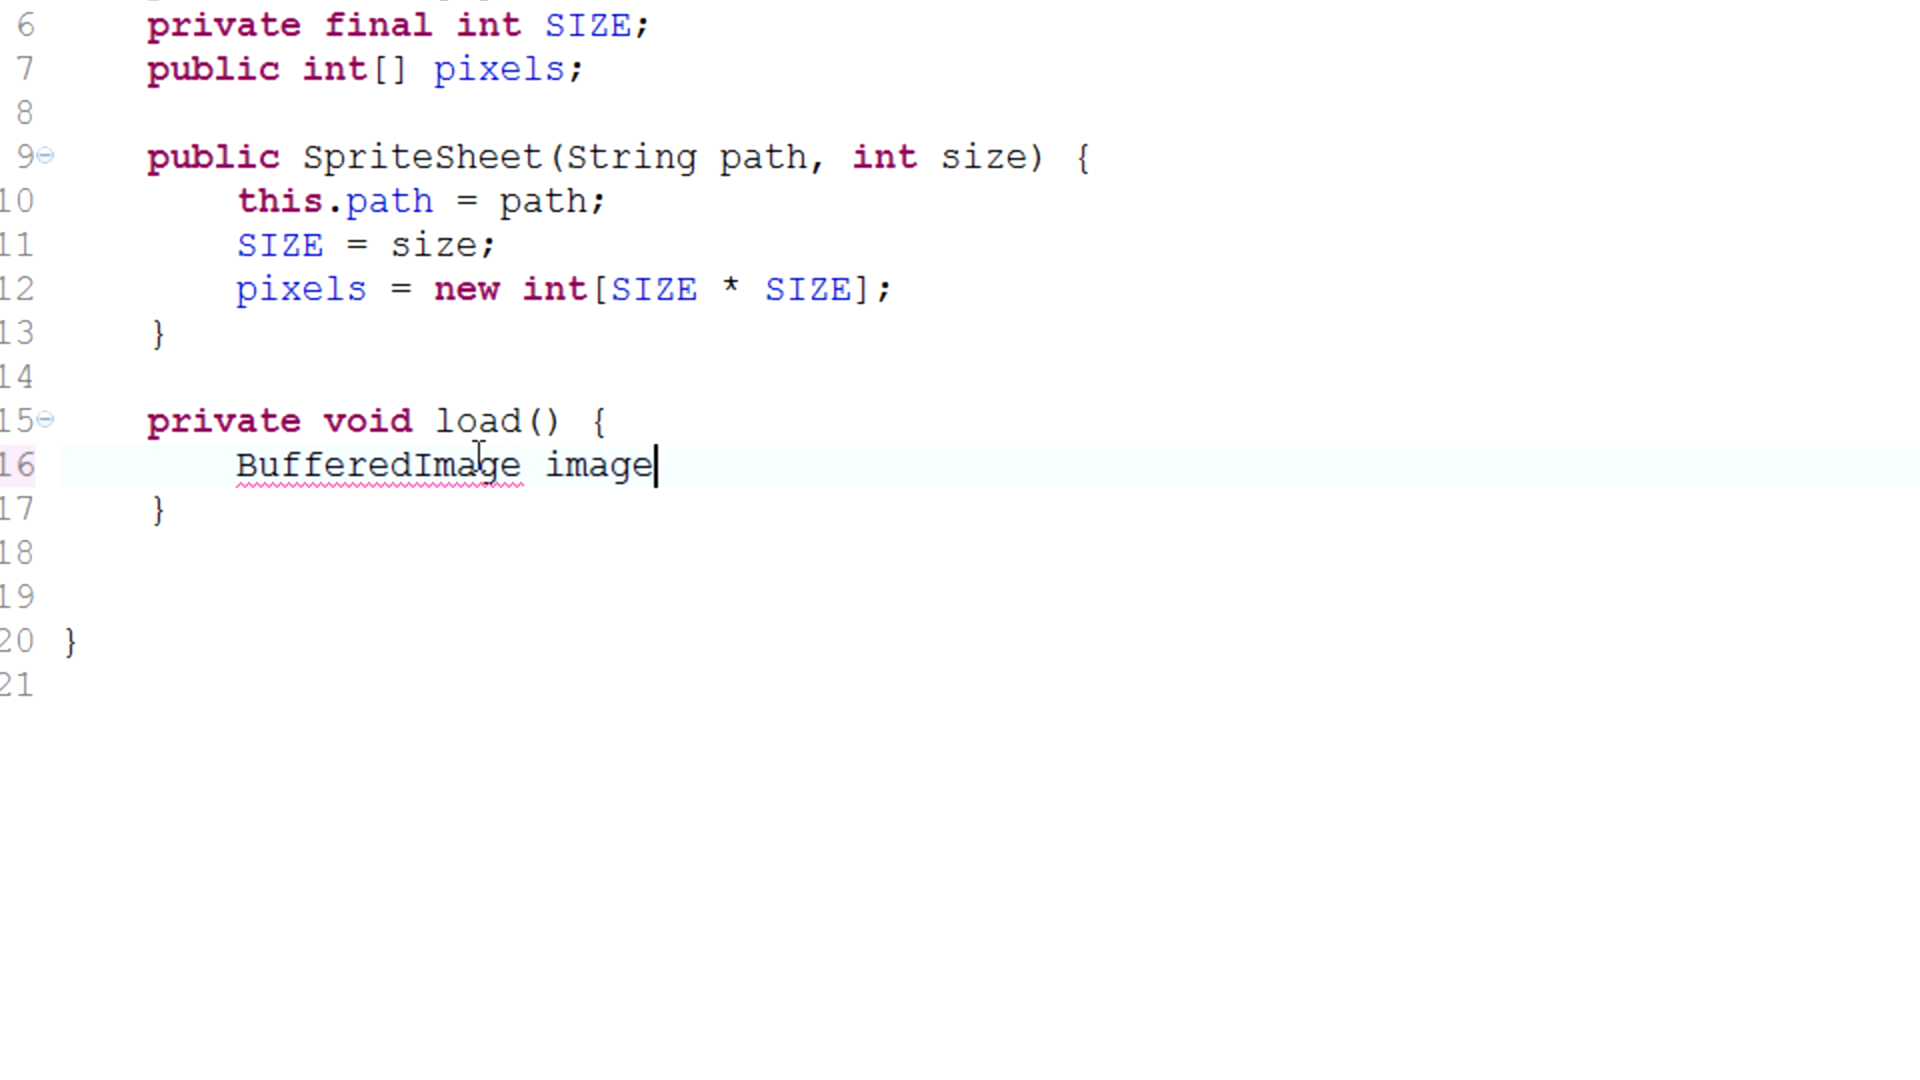 6 private final int SIZE;
7 public int[] pixels;
8
9 public SpriteSheet(String path, int size) {
10 this.path = path;
11 SIZE = size;
12 pixels = new int[SIZE * SIZE];
13 }
14
15 private void load() {
16 BufferedImage image
17 }
18
19
20 }
21